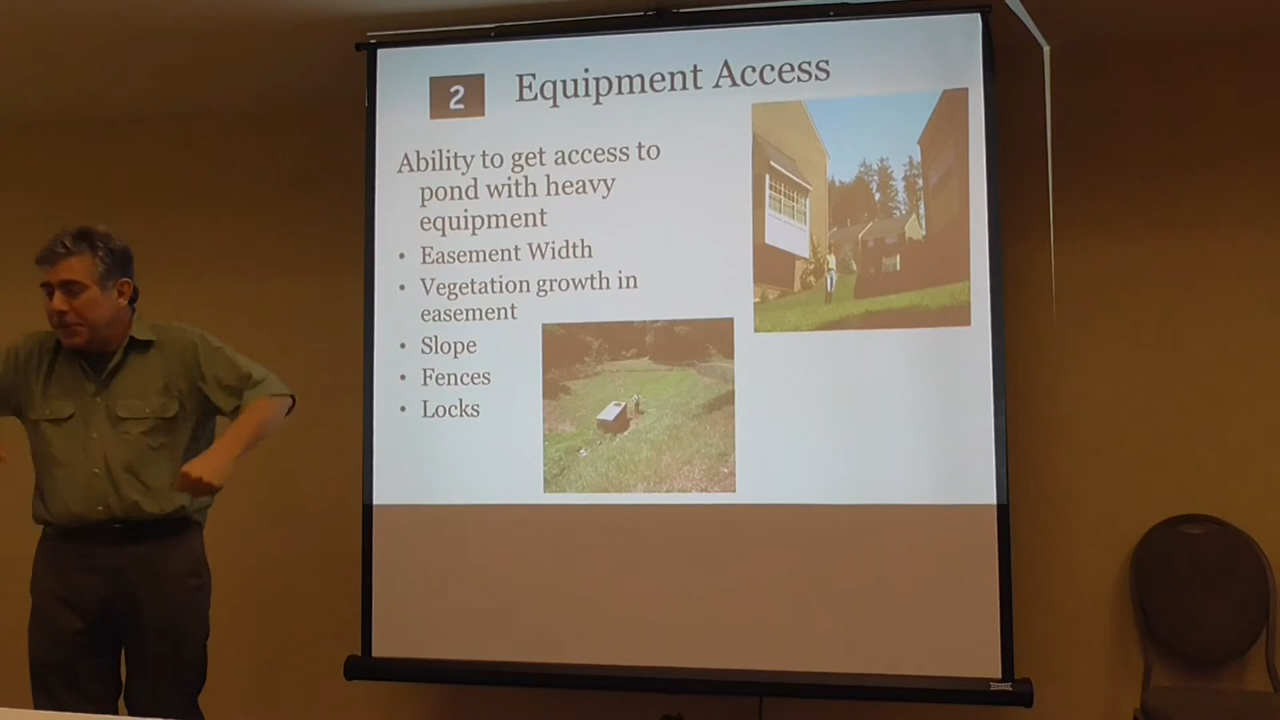 2 Equipment Access
Ability to get access to
pond with heavy
equipment
• Easement Width
• Vegetation growth in
easement
• Slope
• Fences
• Locks